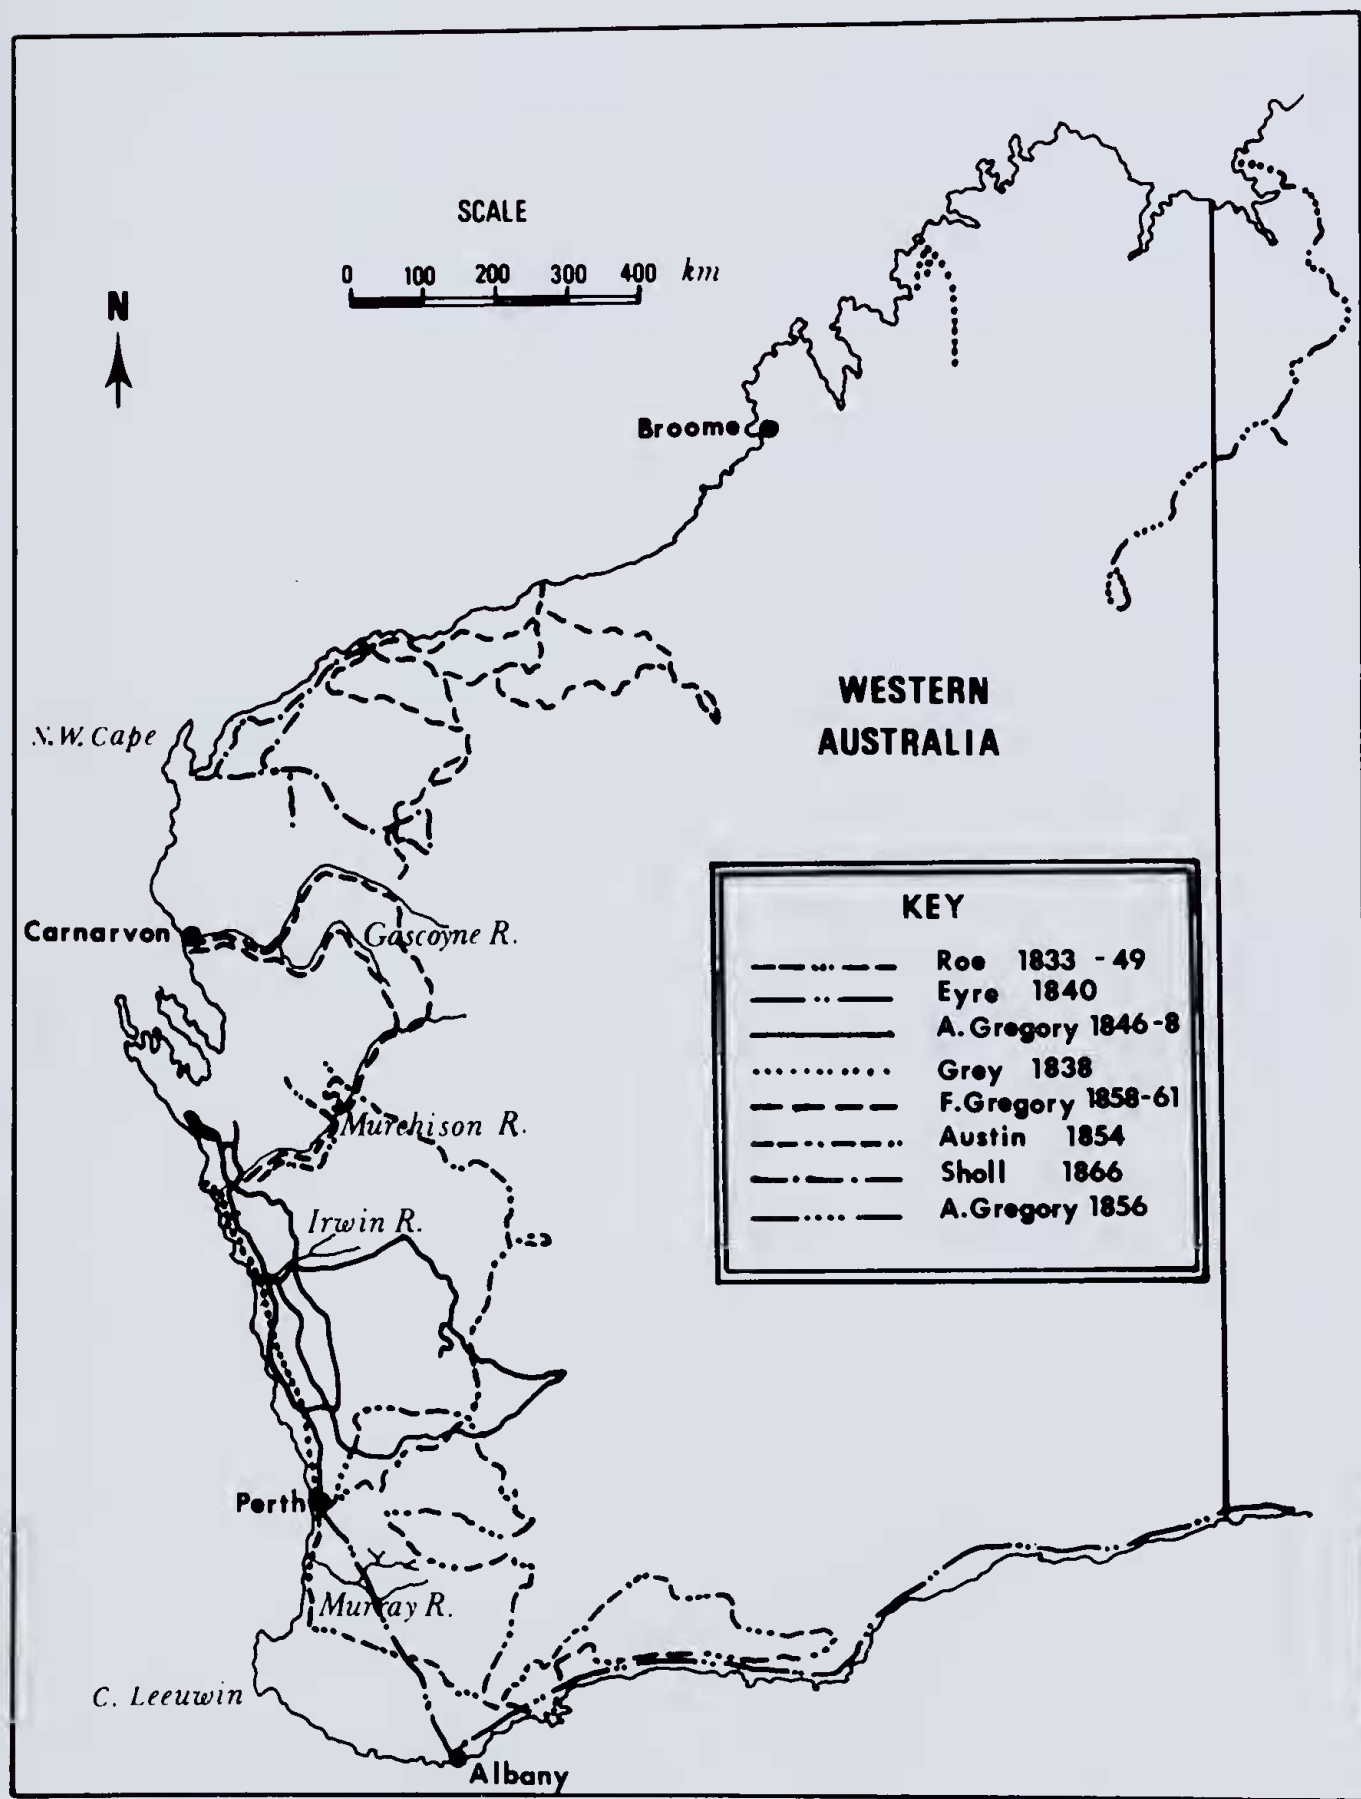 SCALE
0 100 200 300 400 km
N
Broome
WESTERN
AUSTRALIA
N.W. Cape
KEY
Roe 1833 - 49
Eyre 1840
A. Gregory 1846-8
Grey 1838
F. Gregory 1858-61
Austin 1854
Sholl 1866
A. Gregory 1856
Carnarvon
Gascoyne R.
Murchison R.
Irwin R.
Perth
Murray R.
C. Leeuwin
Albany